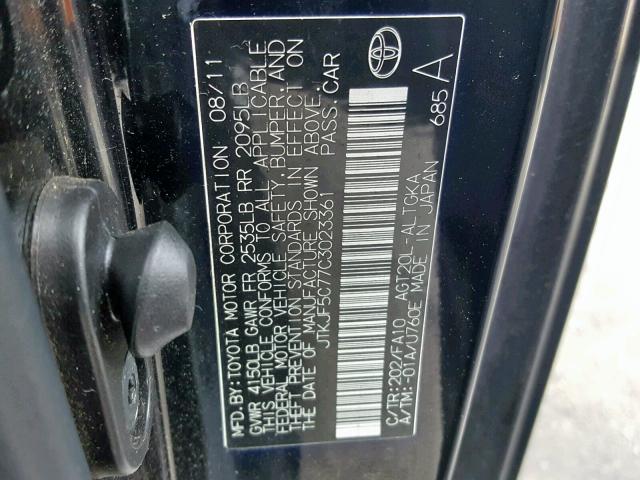 MFD. BY: TOYOTA MOTOR CORPORATION 08/11
GVWR 4150LB GAWR FR 2535LB RR 2095LB
THIS VEHICLE CONFORMS TO ALL APPLICABLE
FEDERAL MOTOR VEHICLE SAFETY, BUMPER, AND
THEFT PREVENTION STANDARDS IN EFFECT ON
THE DATE OF MANUFACTURE SHOWN ABOVE.
JTKJF5C77C3023361 PASS. CAR
C/TR:202/FA10 AGT20L-ALTGKA
A/TM:-01A/U760E MADE IN JAPAN
685 A